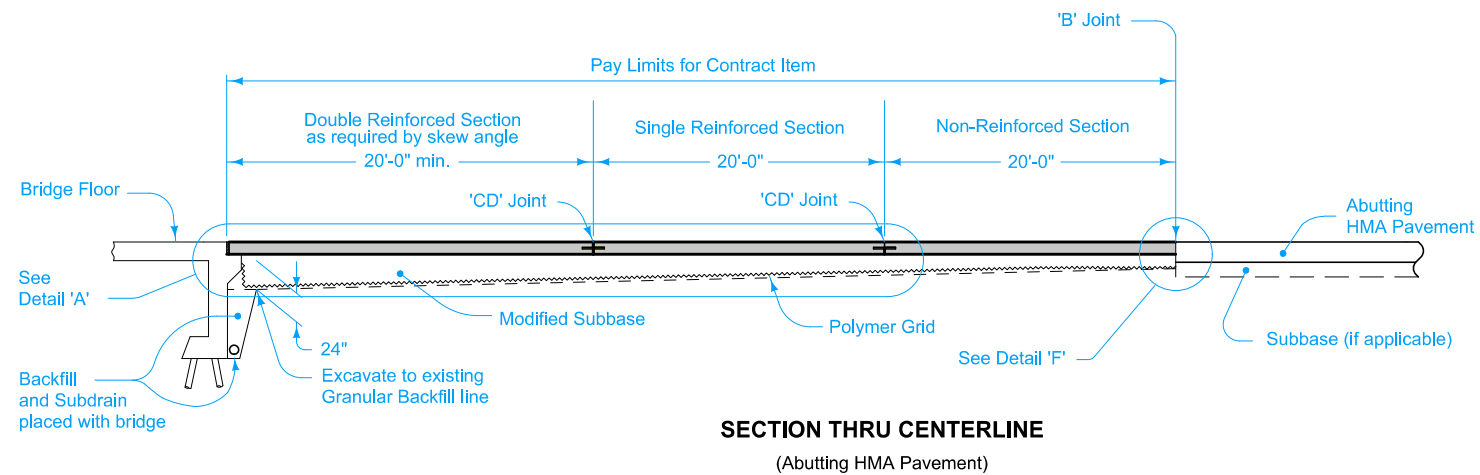 'B' Joint
Pay Limits for Contract Item
Double Reinforced Section
as required by skew angle
20'-0" min.
Single Reinforced Section
20'-0"
Non-Reinforced Section
20'-0"
Bridge Floor
'CD' Joint
'CD' Joint
Abutting
HMA Pavement
See
Detail 'A'
Modified Subbase
Polymer Grid
Subbase (if applicable)
24"
See Detail 'F'
Backfill
and Subdrain
placed with bridge
Excavate to existing
Granular Backfill line
SECTION THRU CENTERLINE
(Abutting HMA Pavement)